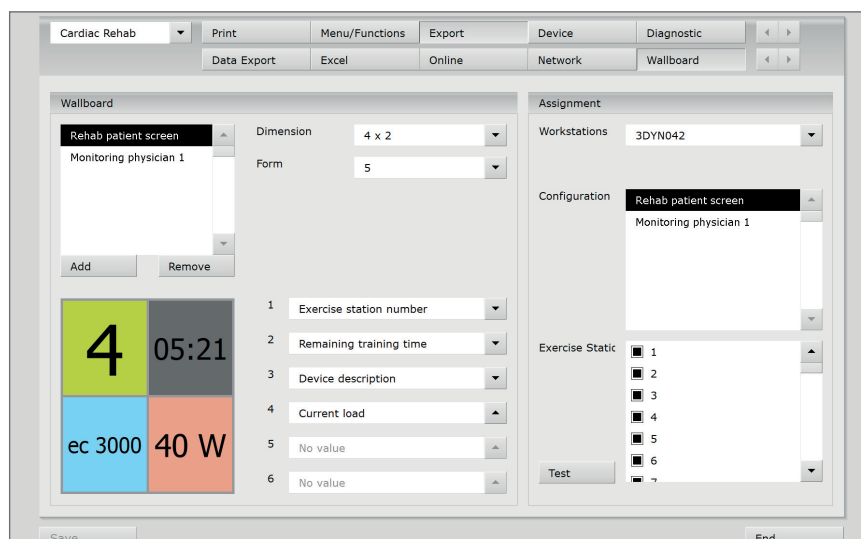 Cardiac Rehab Print Menu/Functions Export Device Diagnostic
Data Export Excel Online Network Wallboard
Wallboard
Rehab patient screen
Monitoring physician 1
Add Remove
Dimension 4 x 2
Form 5
4 05:21
ec 3000 40 W
1 Exercise station number
2 Remaining training time
3 Device description
4 Current load
5 No value
6 No value
Assignment
Workstations 3DYN042
Configuration Rehab patient screen
Monitoring physician 1
Exercise Static 1
2
3
4
5
6
7
Test
Save End